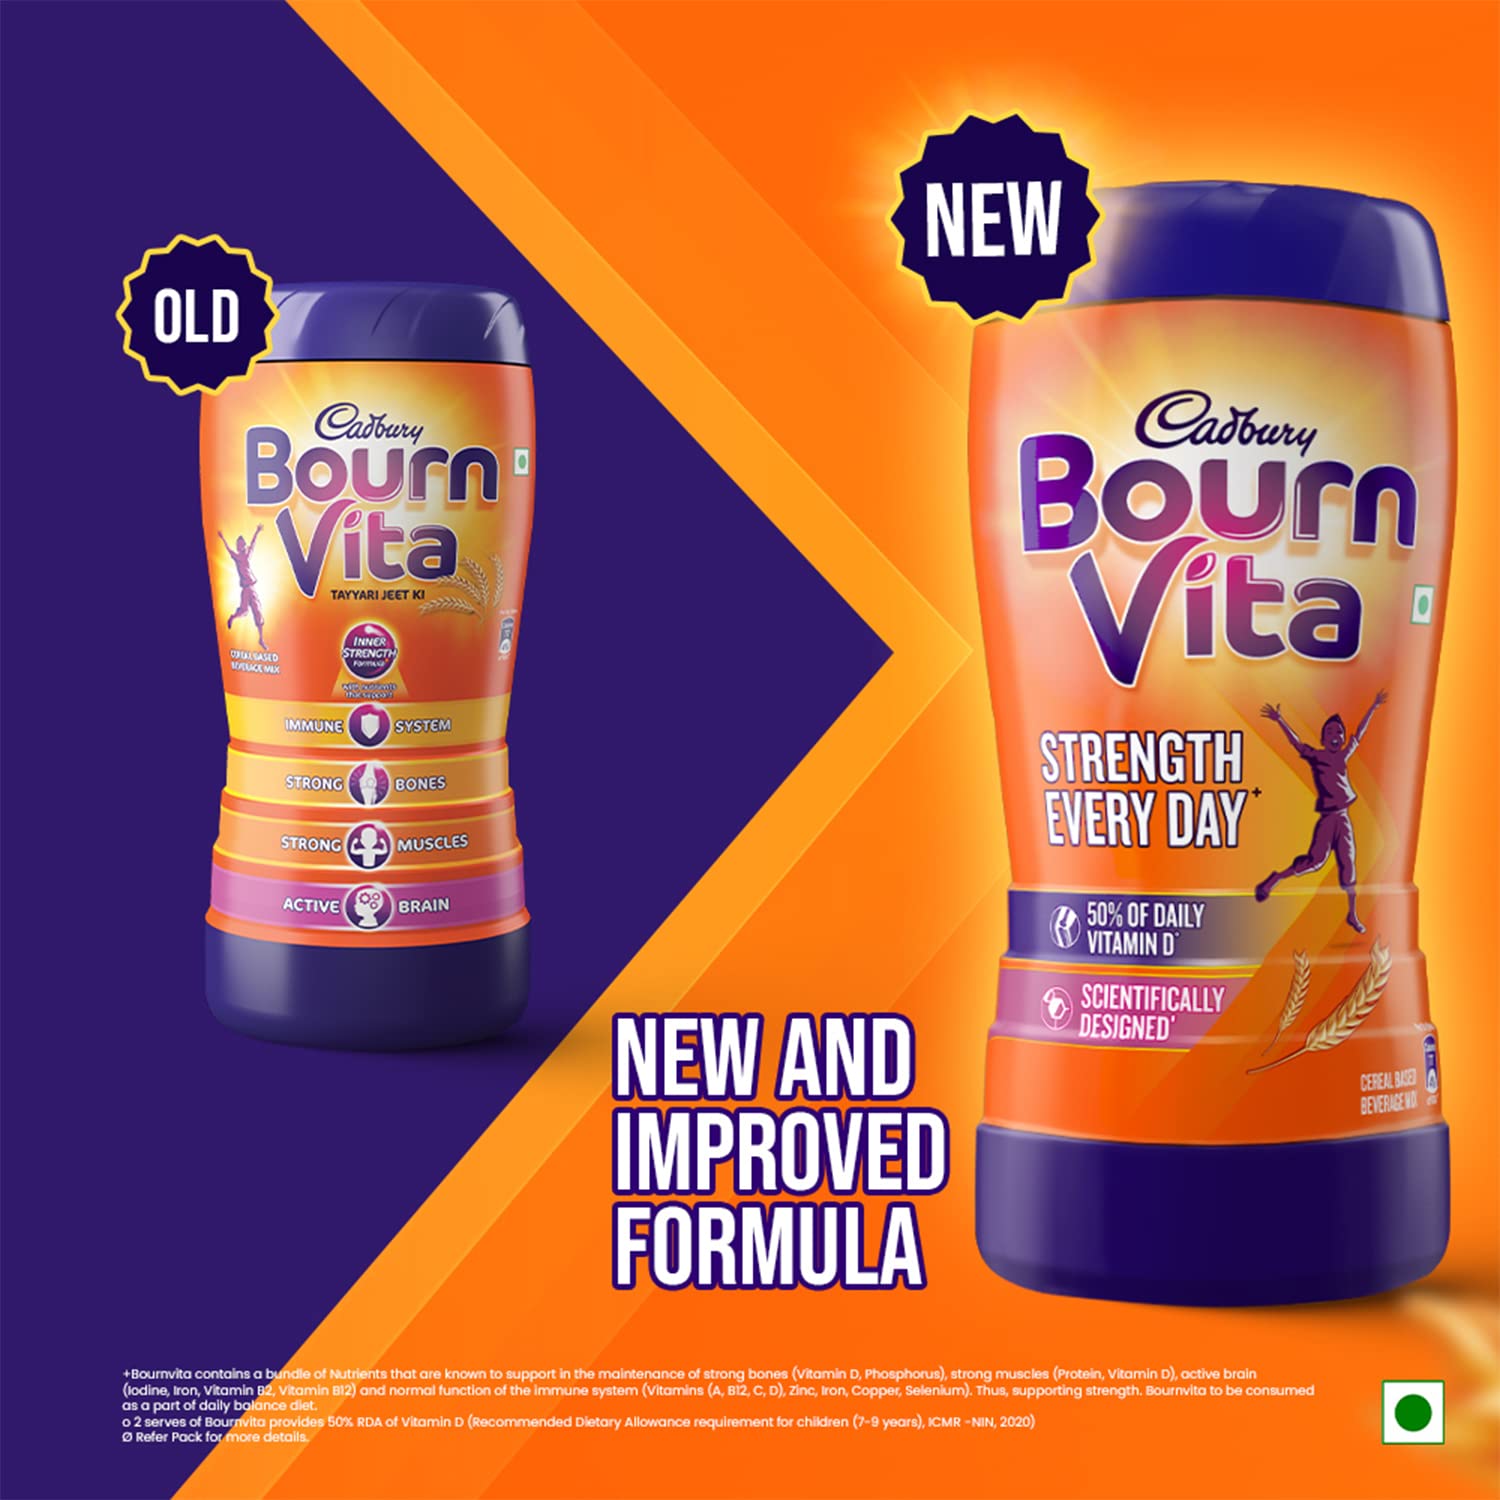 OLD
Cadbury
Bourn
Vita
TAYYARI JEET KI
CEREAL BASED
BEVERAGE MIX
INNER
STRENGTH
FORMULA
with nutrients
that support
IMMUNE SYSTEM
STRONG BONES
STRONG MUSCLES
ACTIVE BRAIN
NEW
Cadbury
Bourn
Vita
STRENGTH
EVERY DAY+
50% OF DAILY
VITAMIN D°
SCIENTIFICALLY
DESIGNED
CEREAL BASED
BEVERAGE MIX
NEW AND
IMPROVED
FORMULA
+Bournvita contains a bundle of Nutrients that are known to support in the maintenance of strong bones (Vitamin D, Phosphorus), strong muscles (Protein, Vitamin D), active brain
(Iodine, Iron, Vitamin B2, Vitamin B12) and normal function of the immune system (Vitamins (A, B12, C, D), Zinc, Iron, Copper, Selenium). Thus, supporting strength. Bournvita to be consumed
as a part of daily balance diet.
o 2 serves of Bournvita provides 50% RDA of Vitamin D (Recommended Dietary Allowance requirement for children (7-9 years), ICMR -NIN, 2020)
Ø Refer Pack for more details.